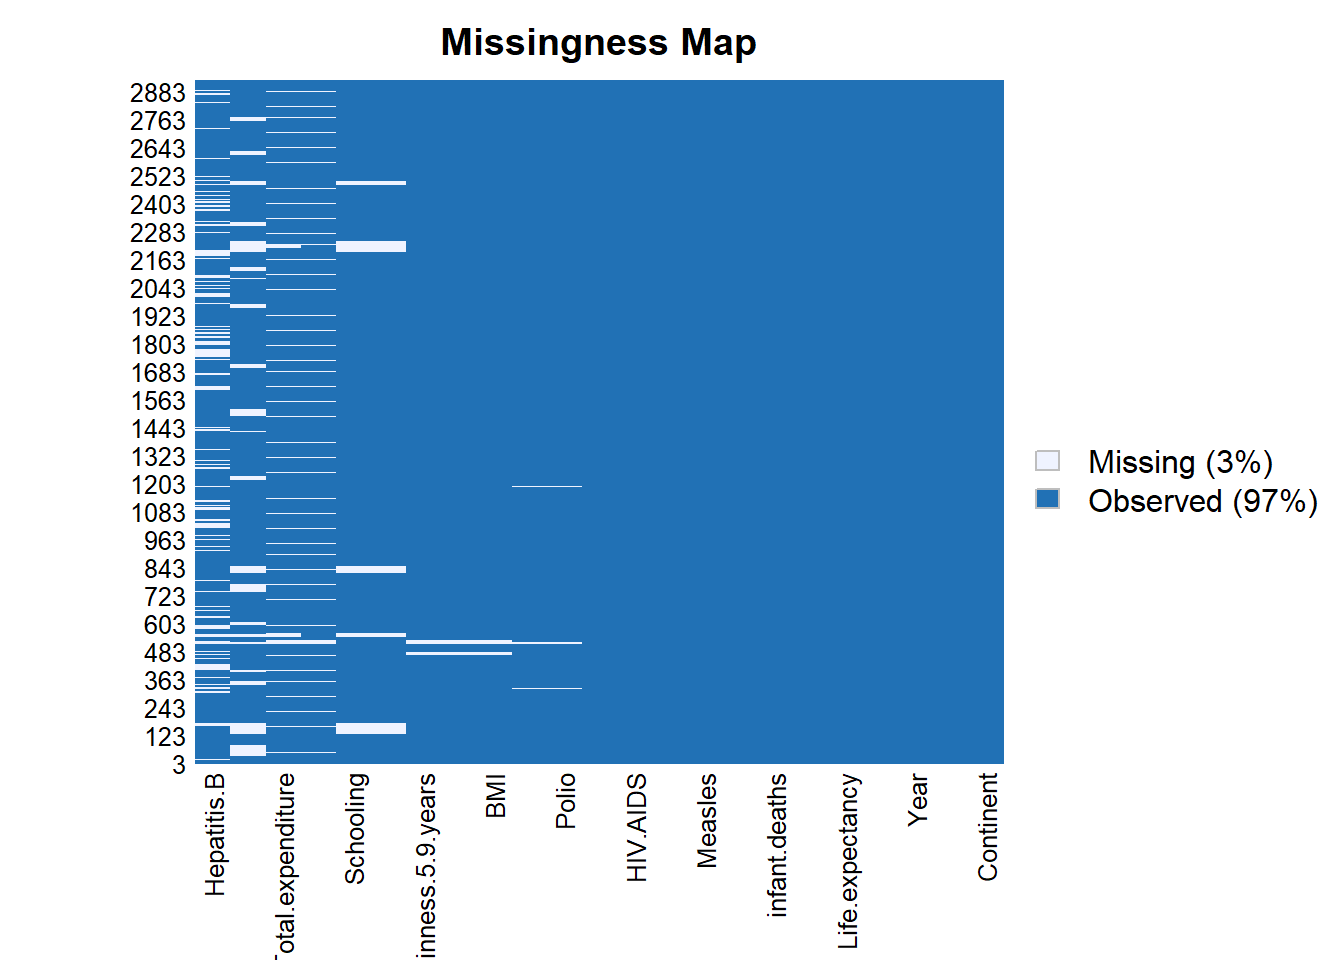 Missingness Map
2883
2763
2643
2523
2403
2283
2163
2043
1923
1803
1683
1563
1443
1323
1203
1083
963
843
723
603
483
363
243
123
3
Missing (3%)
Observed (97%)
Hepatitis.B
Total.expenditure
Schooling
inness.5.9.years
BMI
Polio
HIV.AIDS
Measles
infant.deaths
Life.expectancy
Year
Continent